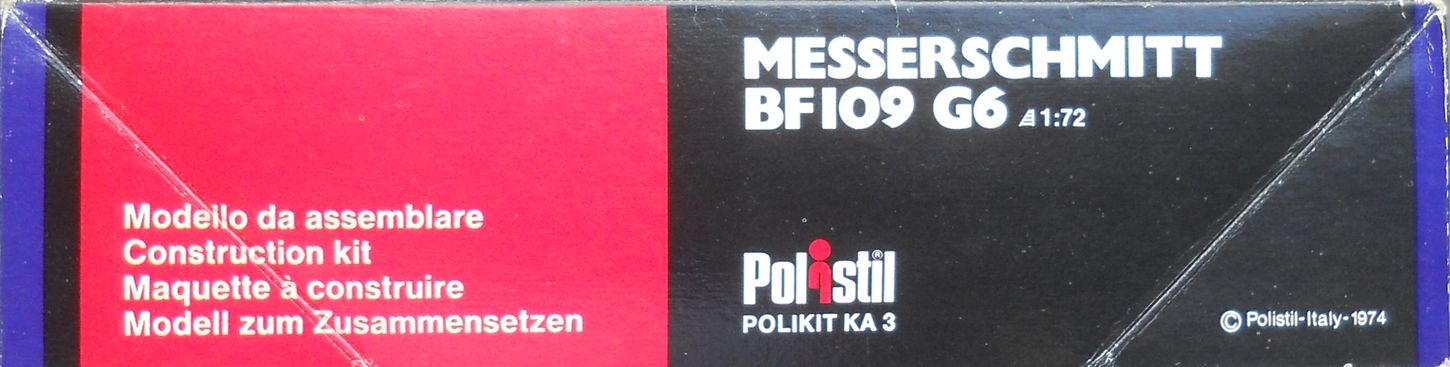 MESSERSCHMITT
BF109 G6 1:72
Modello da assemblare
Construction kit
Maquette à construire
Modell zum Zusammensetzen
Polistil®
POLIKIT KA 3
© Polistil-Italy-1974